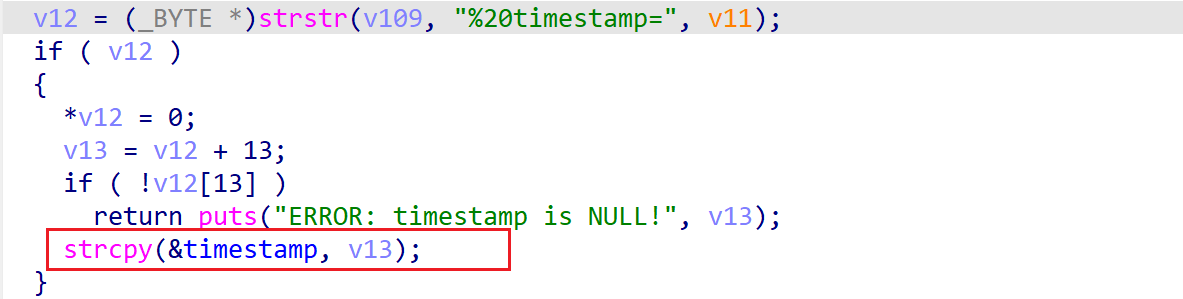 v12 = (_BYTE *)strstr(v109, "%20timestamp=", v11);
if ( v12 )
{
*v12 = 0;
v13 = v12 + 13;
if ( !v12[13] )
return puts("ERROR: timestamp is NULL!", v13);
strcpy(&timestamp, v13);
}